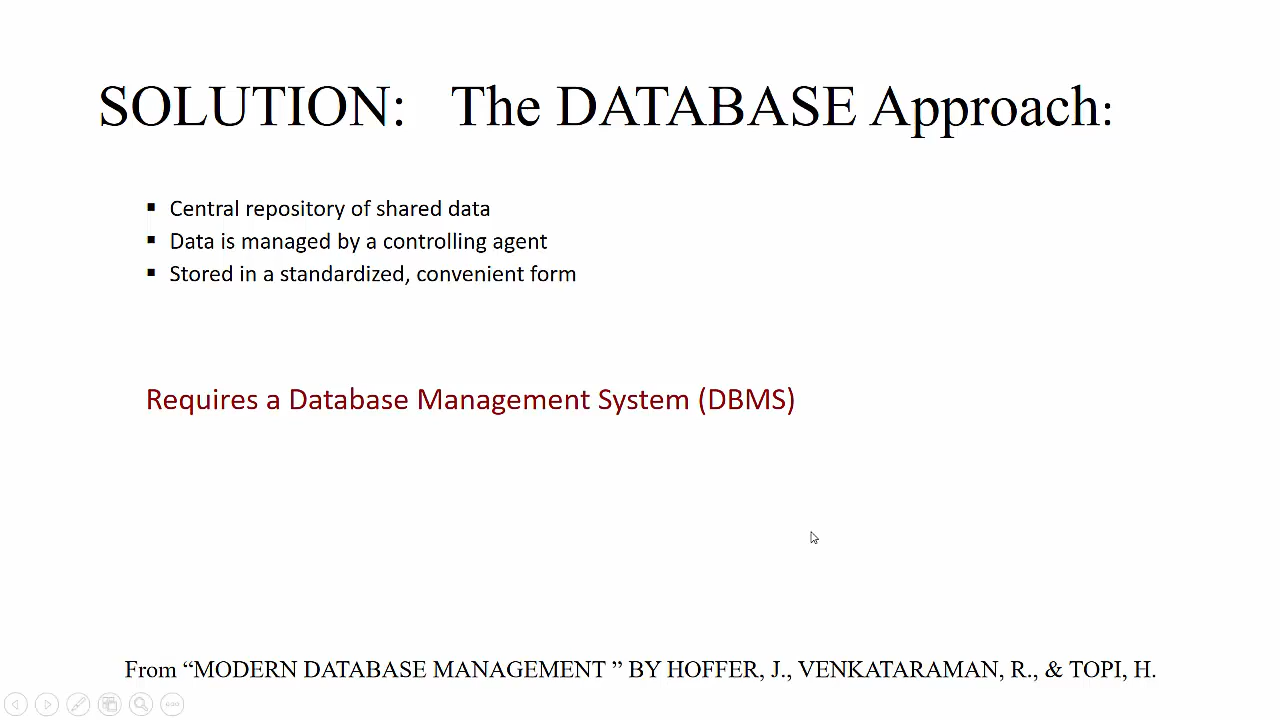 SOLUTION: The DATABASE Approach:
▪ Central repository of shared data
▪ Data is managed by a controlling agent
▪ Stored in a standardized, convenient form
Requires a Database Management System (DBMS)
From “MODERN DATABASE MANAGEMENT ” BY HOFFER, J., VENKATARAMAN, R., & TOPI, H.